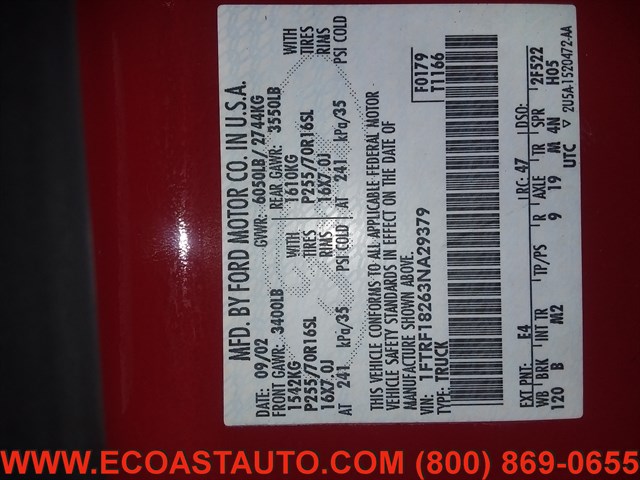 MFD. BY FORD MOTOR CO. IN U.S.A.
DATE: 09/02 GVWR: 6050LB/ 2744KG
FRONT GAWR: 3400LB REAR GAWR: 3550LB
1542KG WITH 1610KG WITH
P255/70R16SL TIRES P255/70R16SL TIRES
16X7.0J RIMS 16X7.0J RIMS
AT 241 kPa/35 PSI COLD AT 241 kPa/35 PSI COLD
THIS VEHICLE CONFORMS TO ALL APPLICABLE FEDERAL MOTOR
VEHICLE SAFETY STANDARDS IN EFFECT ON THE DATE OF
MANUFACTURE SHOWN ABOVE.
VIN: 1FTRF18263NA29379 F0179
TYPE: TRUCK T1166
EXT PNT: E4 RC: 47 DSO:
WB BRK INT TR TP/PS R AXLE TR SPR 2F522
120 B M2 9 19 M 4N H05
UTC ▽ 2U5A-1520472-AA
WWW.ECOASTAUTO.COM (800) 869-0655